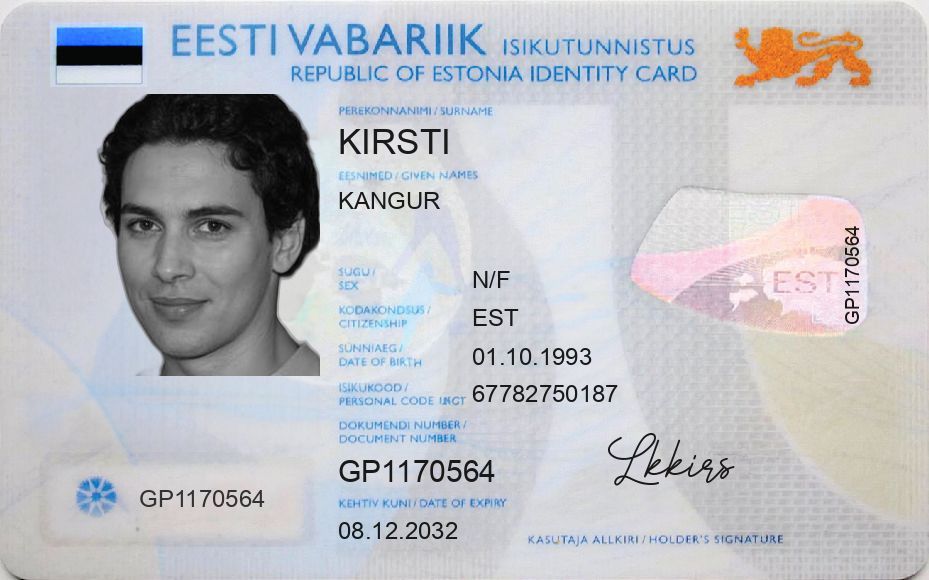 EESTI VABARIIK ISIKUTUNNISTUS
REPUBLIC OF ESTONIA IDENTITY CARD
PEREKONNANIMI / SURNAME
KIRSTI
EESNIMED / GIVEN NAMES
KANGUR
SUGU /
SEX
N/F
KODAKONDSUS /
CITIZENSHIP
EST
SÜNNIAEG /
DATE OF BIRTH
01.10.1993
ISIKUKOOD /
PERSONAL CODE
67782750187
DOKUMENDI NUMBER /
DOCUMENT NUMBER
GP1170564
KEHTIV KUNI / DATE OF EXPIRY
08.12.2032
GP1170564
EST
GP1170564
Lkkirs
KASUTAJA ALLKIRI / HOLDER'S SIGNATURE